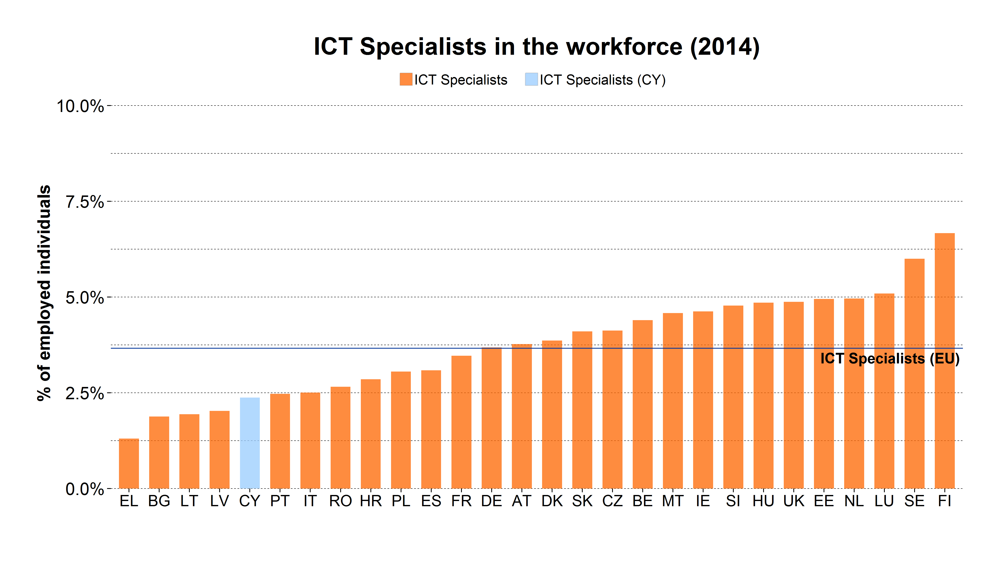 ICT Specialists in the workforce (2014)
ICT Specialists ICT Specialists (CY)
% of employed individuals
10.0%
7.5%
5.0%
2.5%
0.0%
ICT Specialists (EU)
EL BG LT LV CY PT IT RO HR PL ES FR DE AT DK SK CZ BE MT IE SI HU UK EE NL LU SE FI